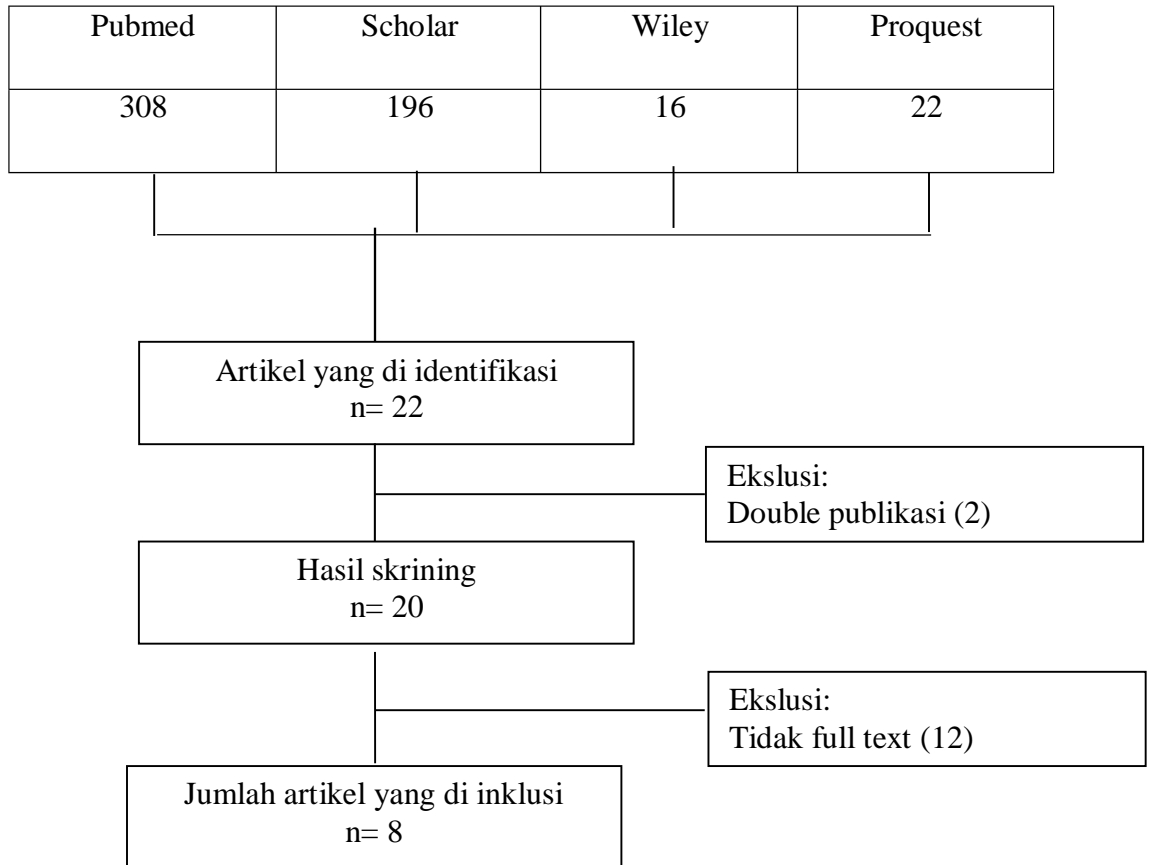 Pubmed Scholar Wiley Proquest
308 196 16 22
Artikel yang di identifikasi
n= 22
Ekslusi:
Double publikasi (2)
Hasil skrining
n= 20
Ekslusi:
Tidak full text (12)
Jumlah artikel yang di inklusi
n= 8